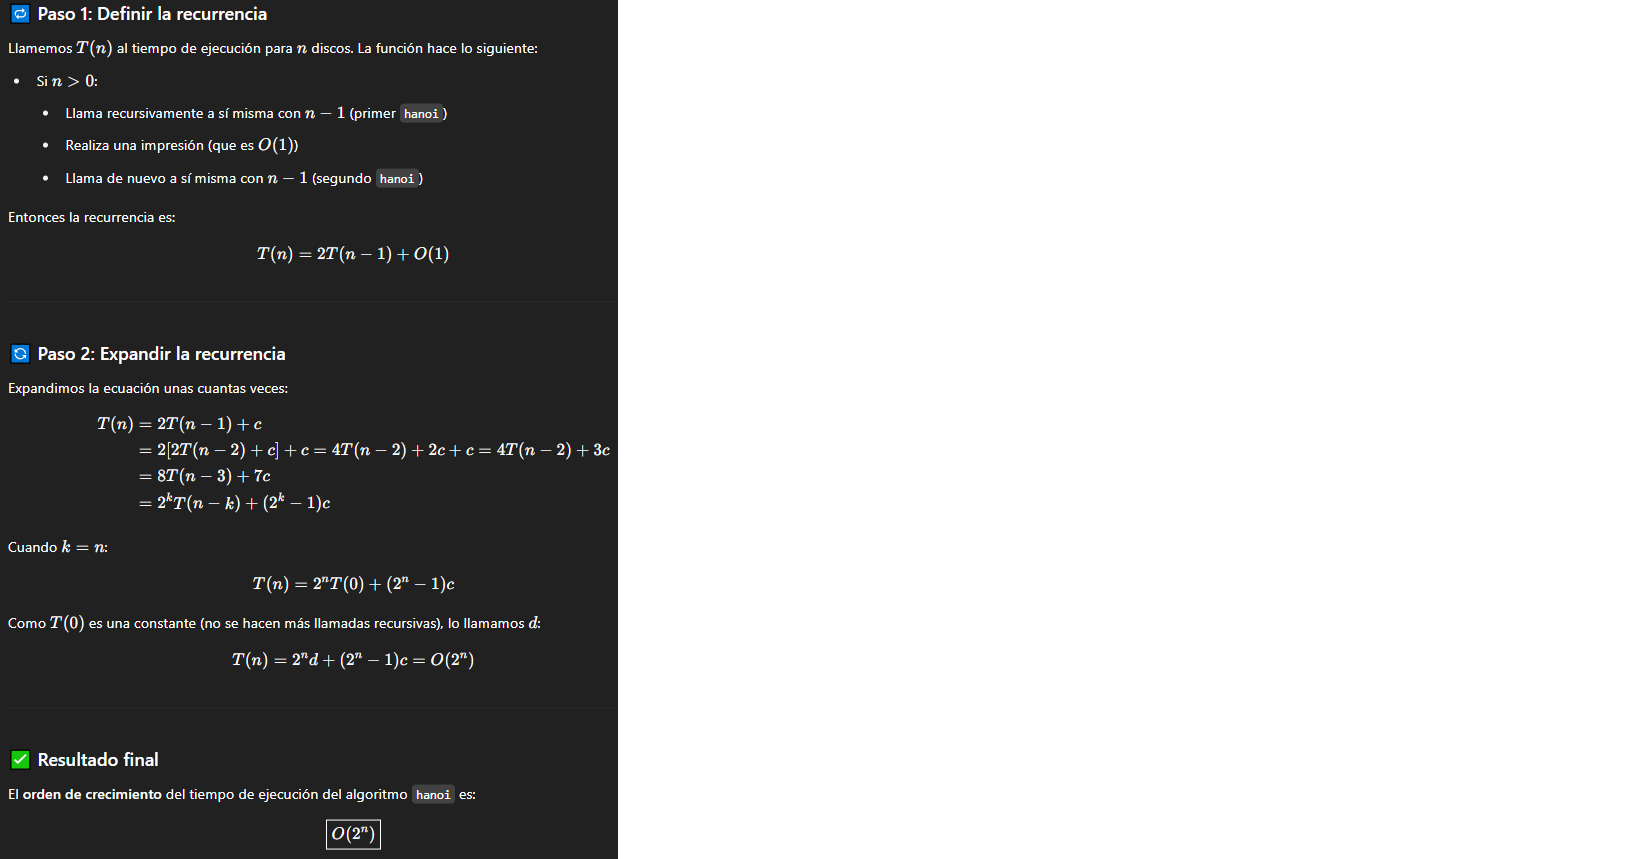 Paso 1: Definir la recurrencia
Llamemos T(n) al tiempo de ejecución para n discos. La función hace lo siguiente:
• Si n > 0:
• Llama recursivamente a sí misma con n − 1 (primer hanoi)
• Realiza una impresión (que es O(1))
• Llama de nuevo a sí misma con n − 1 (segundo hanoi)
Entonces la recurrencia es:
T(n) = 2T(n − 1) + O(1)
Paso 2: Expandir la recurrencia
Expandimos la ecuación unas cuantas veces:
T(n) = 2T(n − 1) + c
= 2[2T(n − 2) + c] + c = 4T(n − 2) + 2c + c = 4T(n − 2) + 3c
= 8T(n − 3) + 7c
= 2^k T(n − k) + (2^k − 1)c
Cuando k = n:
T(n) = 2^n T(0) + (2^n − 1)c
Como T(0) es una constante (no se hacen más llamadas recursivas), lo llamamos d:
T(n) = 2^n d + (2^n − 1)c = O(2^n)
Resultado final
El orden de crecimiento del tiempo de ejecución del algoritmo hanoi es:
O(2^n)